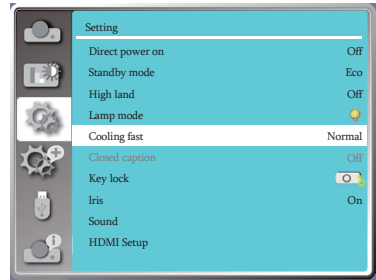 Setting
Direct power on Off
Standby mode Eco
High land Off
Lamp mode
Cooling fast Normal
Closed caption Off
Key lock
Iris On
Sound
HDMI Setup